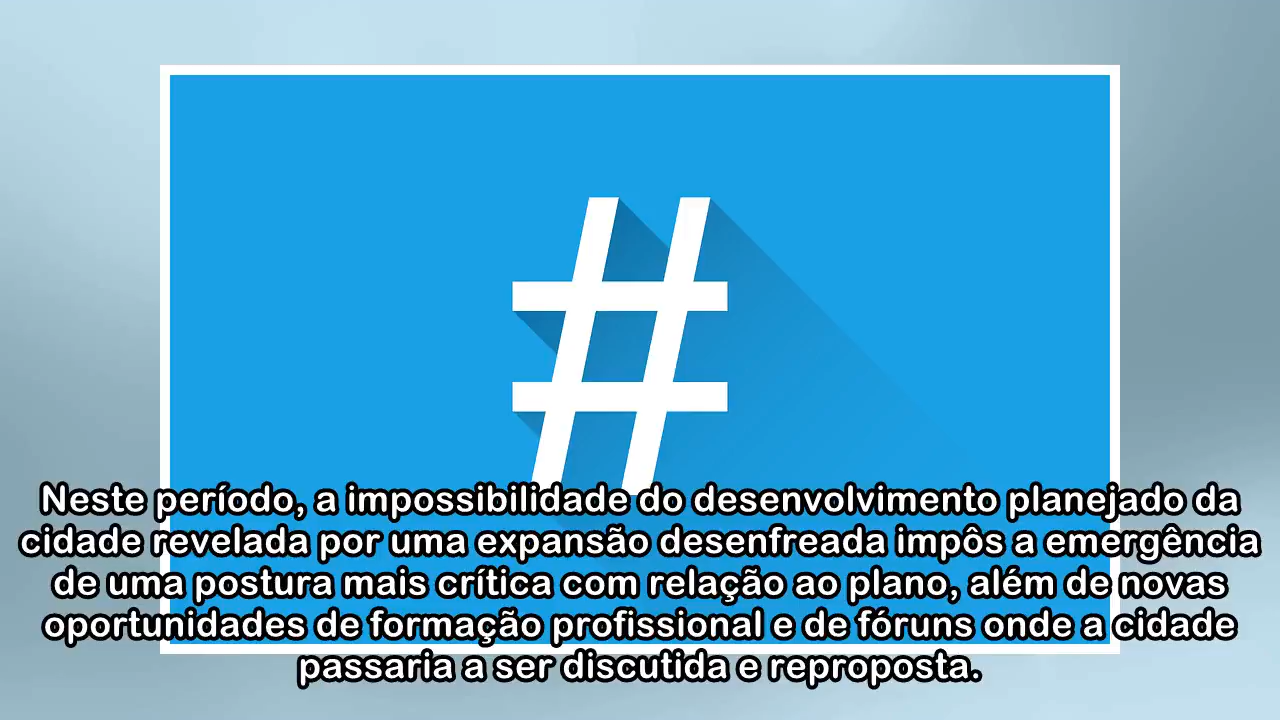 #
Neste período, a impossibilidade do desenvolvimento planejado da
cidade revelada por uma expansão desenfreada impôs a emergência
de uma postura mais crítica com relação ao plano, além de novas
oportunidades de formação profissional e de fóruns onde a cidade
passaria a ser discutida e reproposta.